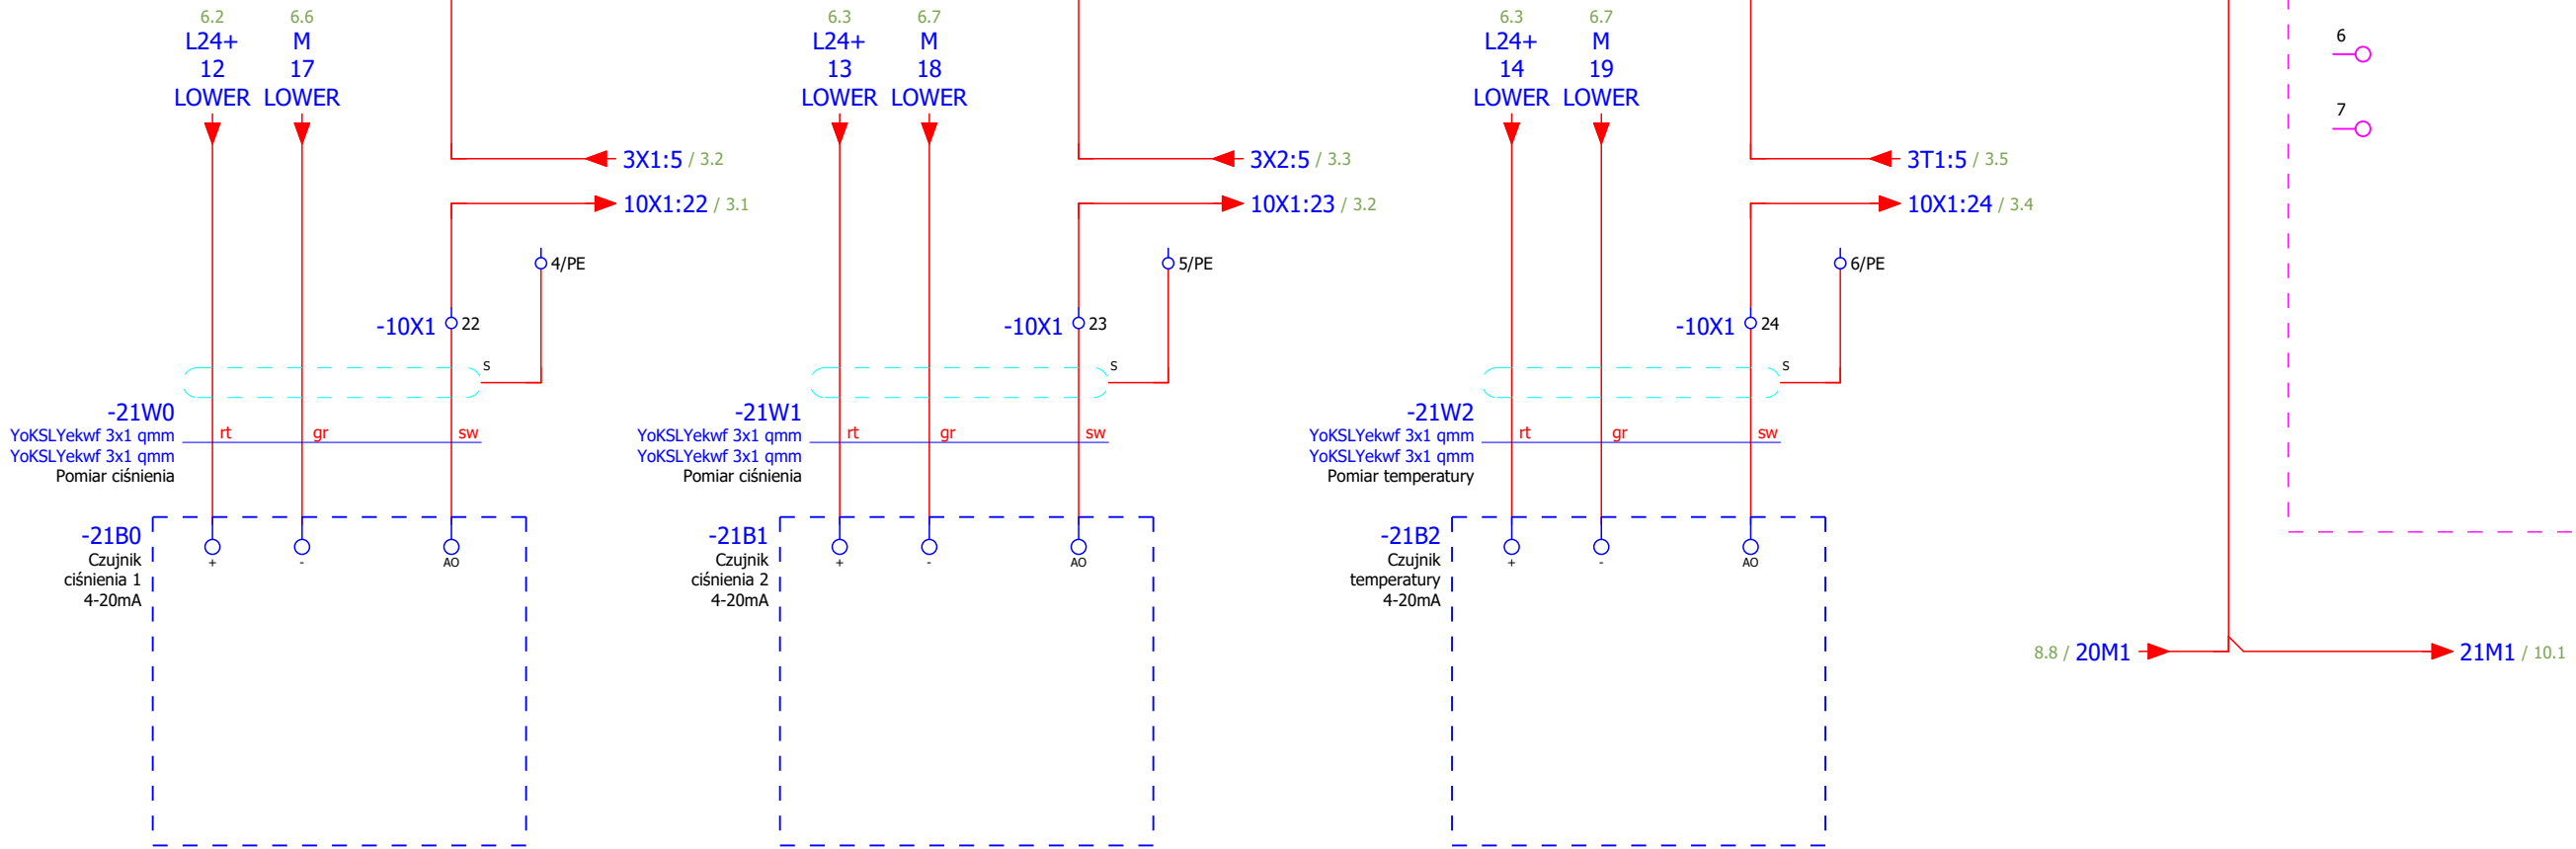 6.2 6.6
L24+ M
12 17
LOWER LOWER
3X1:5 / 3.2
10X1:22 / 3.1
4/PE
-10X1 22
s
-21W0
YoKSLYekwf 3x1 qmm
YoKSLYekwf 3x1 qmm
Pomiar ciśnienia
rt gr sw
-21B0
Czujnik
ciśnienia 1
4-20mA
+ - AO
6.3 6.7
L24+ M
13 18
LOWER LOWER
3X2:5 / 3.3
10X1:23 / 3.2
5/PE
-10X1 23
s
-21W1
YoKSLYekwf 3x1 qmm
YoKSLYekwf 3x1 qmm
Pomiar ciśnienia
rt gr sw
-21B1
Czujnik
ciśnienia 2
4-20mA
+ - AO
6.3 6.7
L24+ M
14 19
LOWER LOWER
3T1:5 / 3.5
10X1:24 / 3.4
6/PE
-10X1 24
s
-21W2
YoKSLYekwf 3x1 qmm
YoKSLYekwf 3x1 qmm
Pomiar temperatury
rt gr sw
-21B2
Czujnik
temperatury
4-20mA
+ - AO
6
7
8.8 / 20M1
21M1 / 10.1